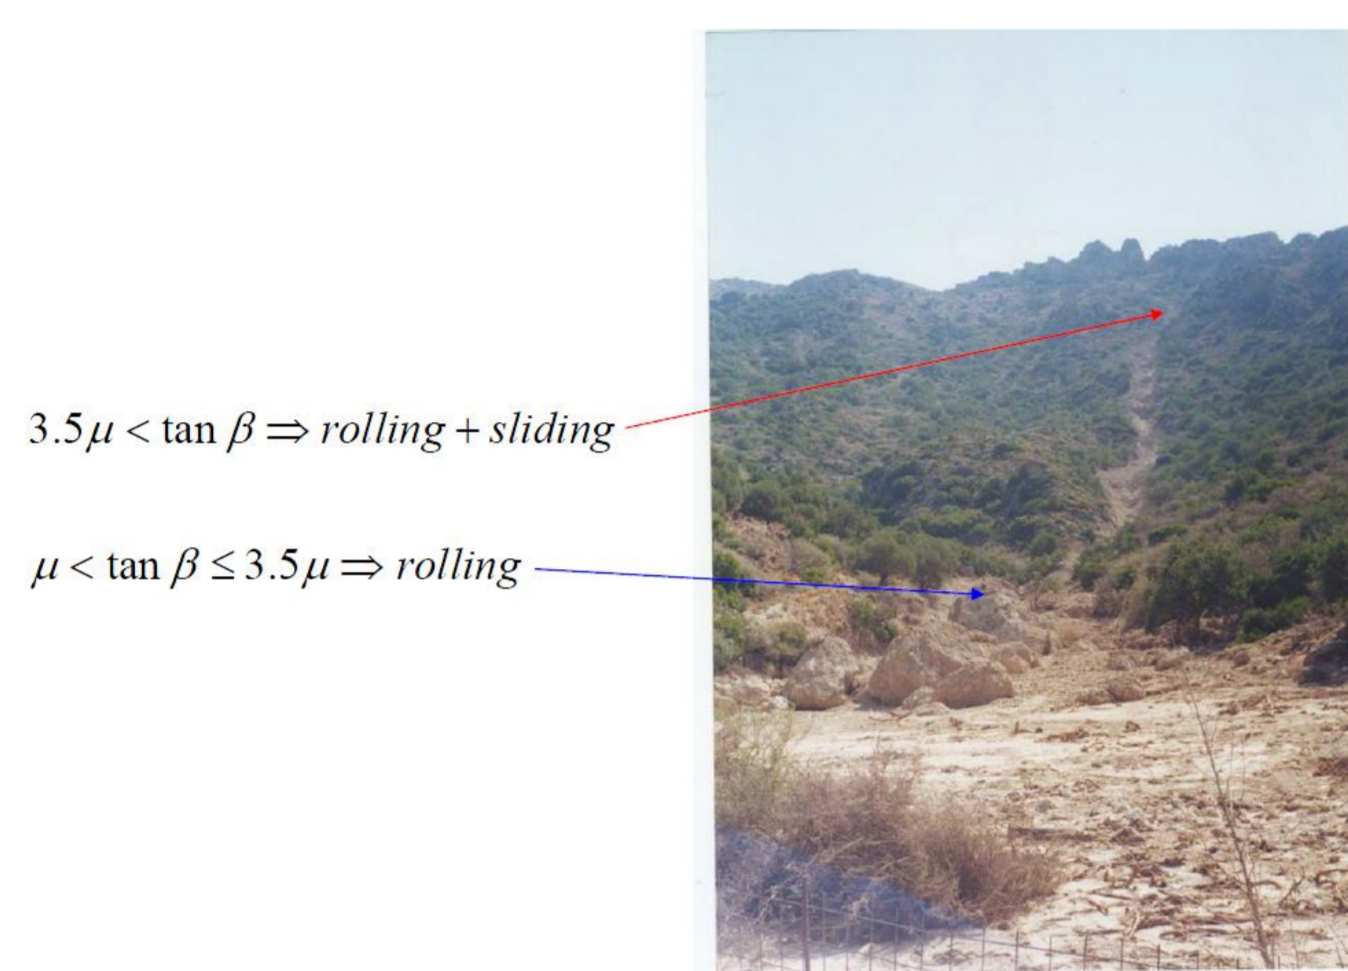 3.5μ < tan β ⇒ rolling + sliding
μ < tan β ≤ 3.5μ ⇒ rolling